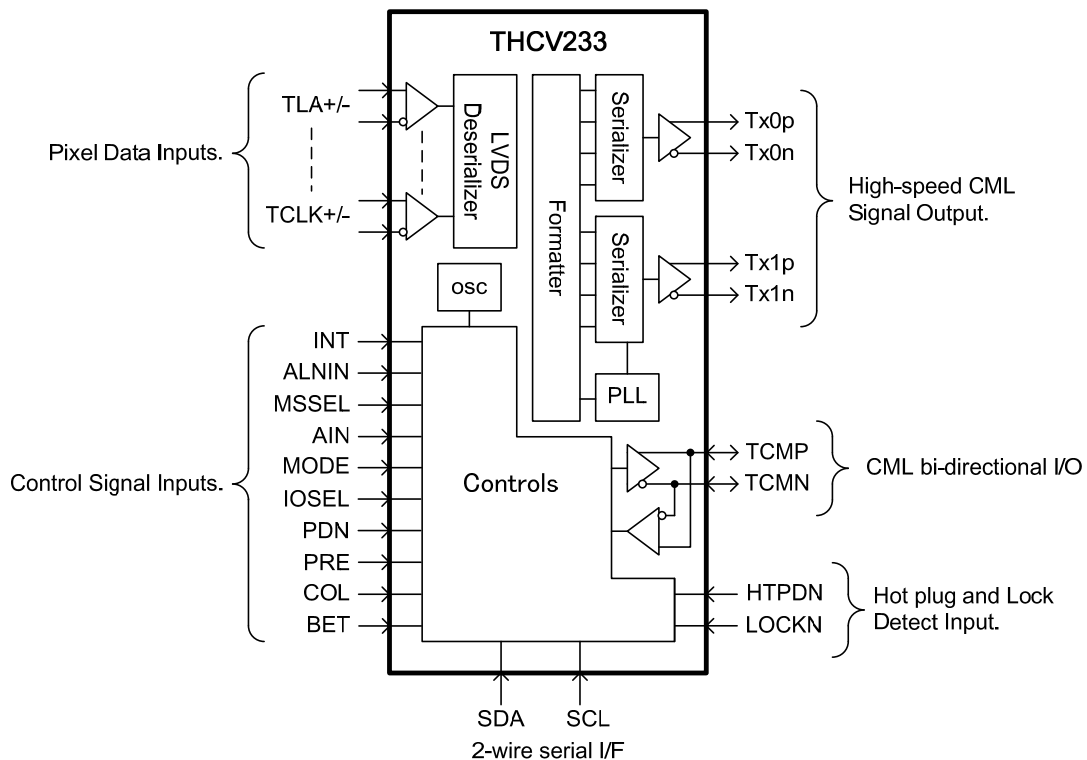 THCV233
TLA+/-
TCLK+/-
Pixel Data Inputs.
LVDS
Deserializer
Formatter
Serializer
Serializer
Tx0p
Tx0n
Tx1p
Tx1n
High-speed CML
Signal Output.
osc
PLL
INT
ALNIN
MSSEL
AIN
MODE
IOSEL
PDN
PRE
COL
BET
Control Signal Inputs.
Controls
TCMP
TCMN
CML bi-directional I/O
HTPDN
LOCKN
Hot plug and Lock
Detect Input.
SDA
SCL
2-wire serial I/F